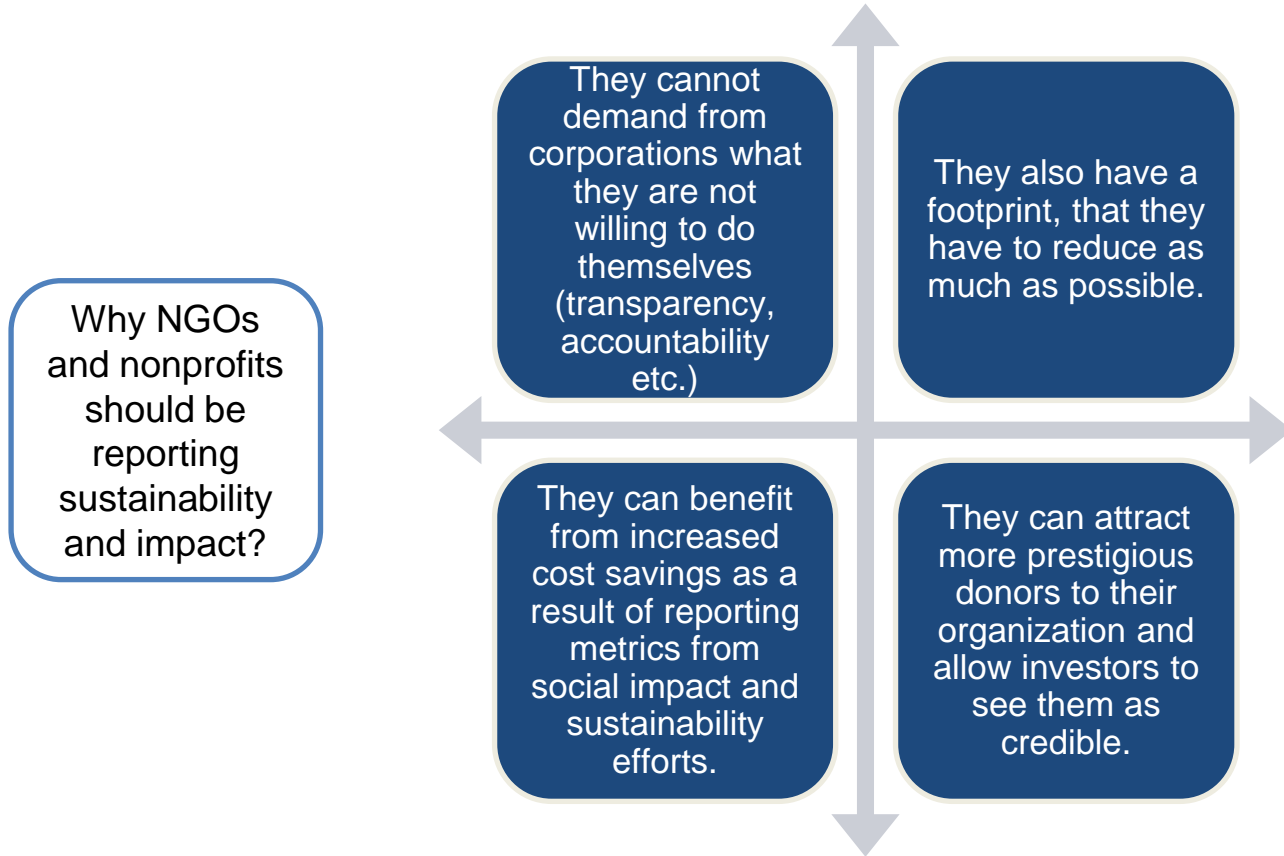 Why NGOs
and nonprofits
should be
reporting
sustainability
and impact?
They cannot
demand from
corporations what
they are not
willing to do
themselves
(transparency,
accountability
etc.)
They also have a
footprint, that they
have to reduce as
much as possible.
They can benefit
from increased
cost savings as a
result of reporting
metrics from
social impact and
sustainability
efforts.
They can attract
more prestigious
donors to their
organization and
allow investors to
see them as
credible.